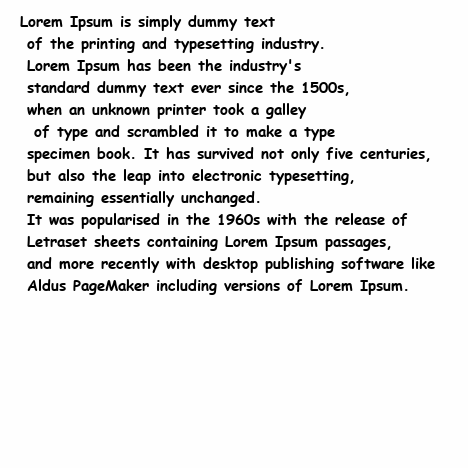 Lorem Ipsum is simply dummy text
of the printing and typesetting industry.
Lorem Ipsum has been the industry's
standard dummy text ever since the 1500s,
when an unknown printer took a galley
of type and scrambled it to make a type
specimen book. It has survived not only five centuries,
but also the leap into electronic typesetting,
remaining essentially unchanged.
It was popularised in the 1960s with the release of
Letraset sheets containing Lorem Ipsum passages,
and more recently with desktop publishing software like
Aldus PageMaker including versions of Lorem Ipsum.